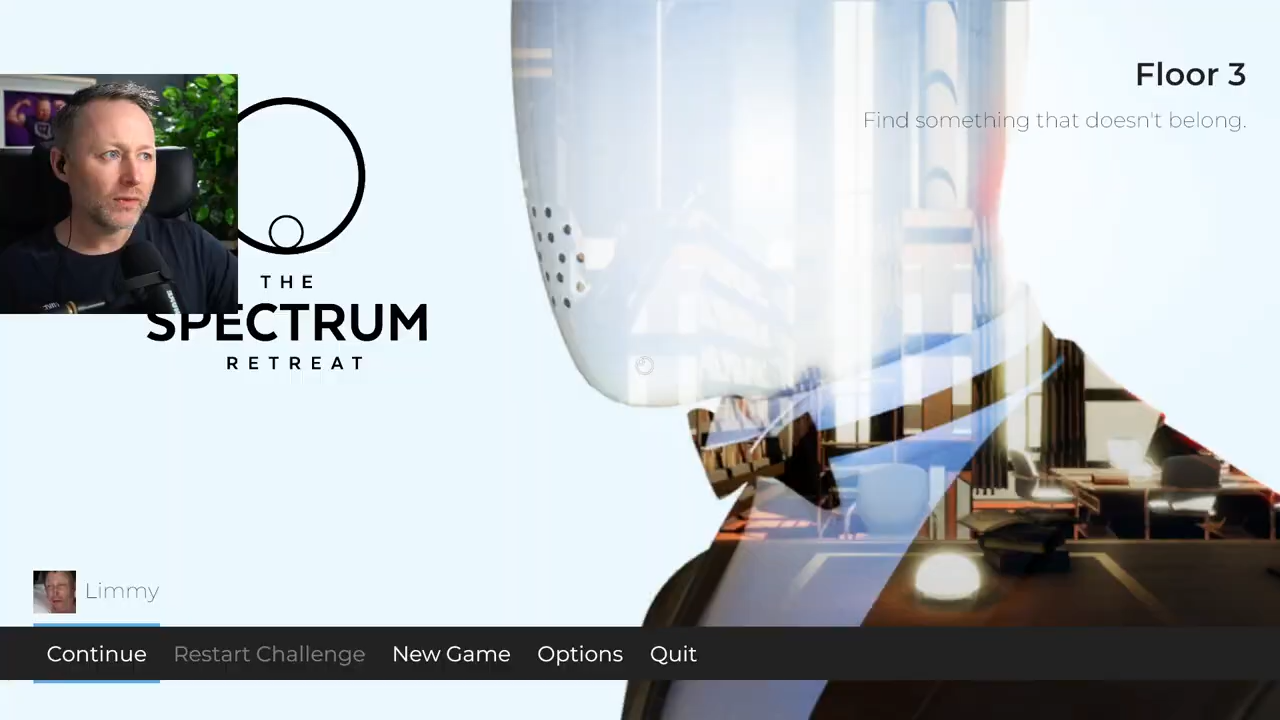 Floor 3
Find something that doesn't belong.
THE
SPECTRUM
RETREAT
Limmy
Continue Restart Challenge New Game Options Quit